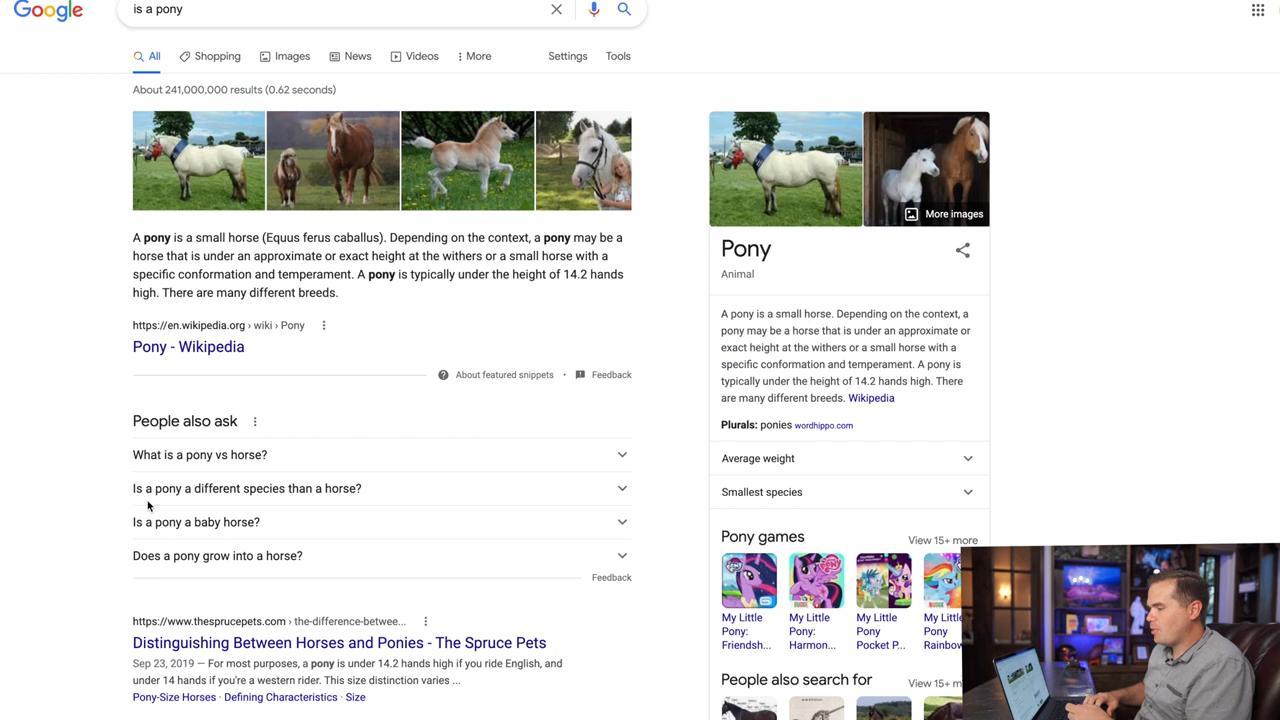 Google
is a pony
All
Shopping
Images
News
Videos
More
Settings
Tools
About 241,000,000 results (0.62 seconds)
A pony is a small horse (Equus ferus caballus). Depending on the context, a pony may be a
horse that is under an approximate or exact height at the withers or a small horse with a
specific conformation and temperament. A pony is typically under the height of 14.2 hands
high. There are many different breeds.
https://en.wikipedia.org › wiki › Pony
Pony - Wikipedia
About featured snippets • Feedback
People also ask
What is a pony vs horse?
Is a pony a different species than a horse?
Is a pony a baby horse?
Does a pony grow into a horse?
Feedback
https://www.thesprucepets.com › the-difference-betwee...
Distinguishing Between Horses and Ponies - The Spruce Pets
Sep 23, 2019 — For most purposes, a pony is under 14.2 hands high if you ride English, and
under 14 hands if you're a western rider. This size distinction varies ...
Pony-Size Horses · Defining Characteristics · Size
More images
Pony
Animal
A pony is a small horse. Depending on the context, a
pony may be a horse that is under an approximate or
exact height at the withers or a small horse with a
specific conformation and temperament. A pony is
typically under the height of 14.2 hands high. There
are many different breeds. Wikipedia
Plurals: ponies wordhippo.com
Average weight
Smallest species
Pony games
View 15+ more
My Little
Pony:
Friendsh...
My Little
Pony:
Harmon...
My Little
Pony
Pocket P...
My Little
Pony
Rainbow
People also search for
View 15+ m